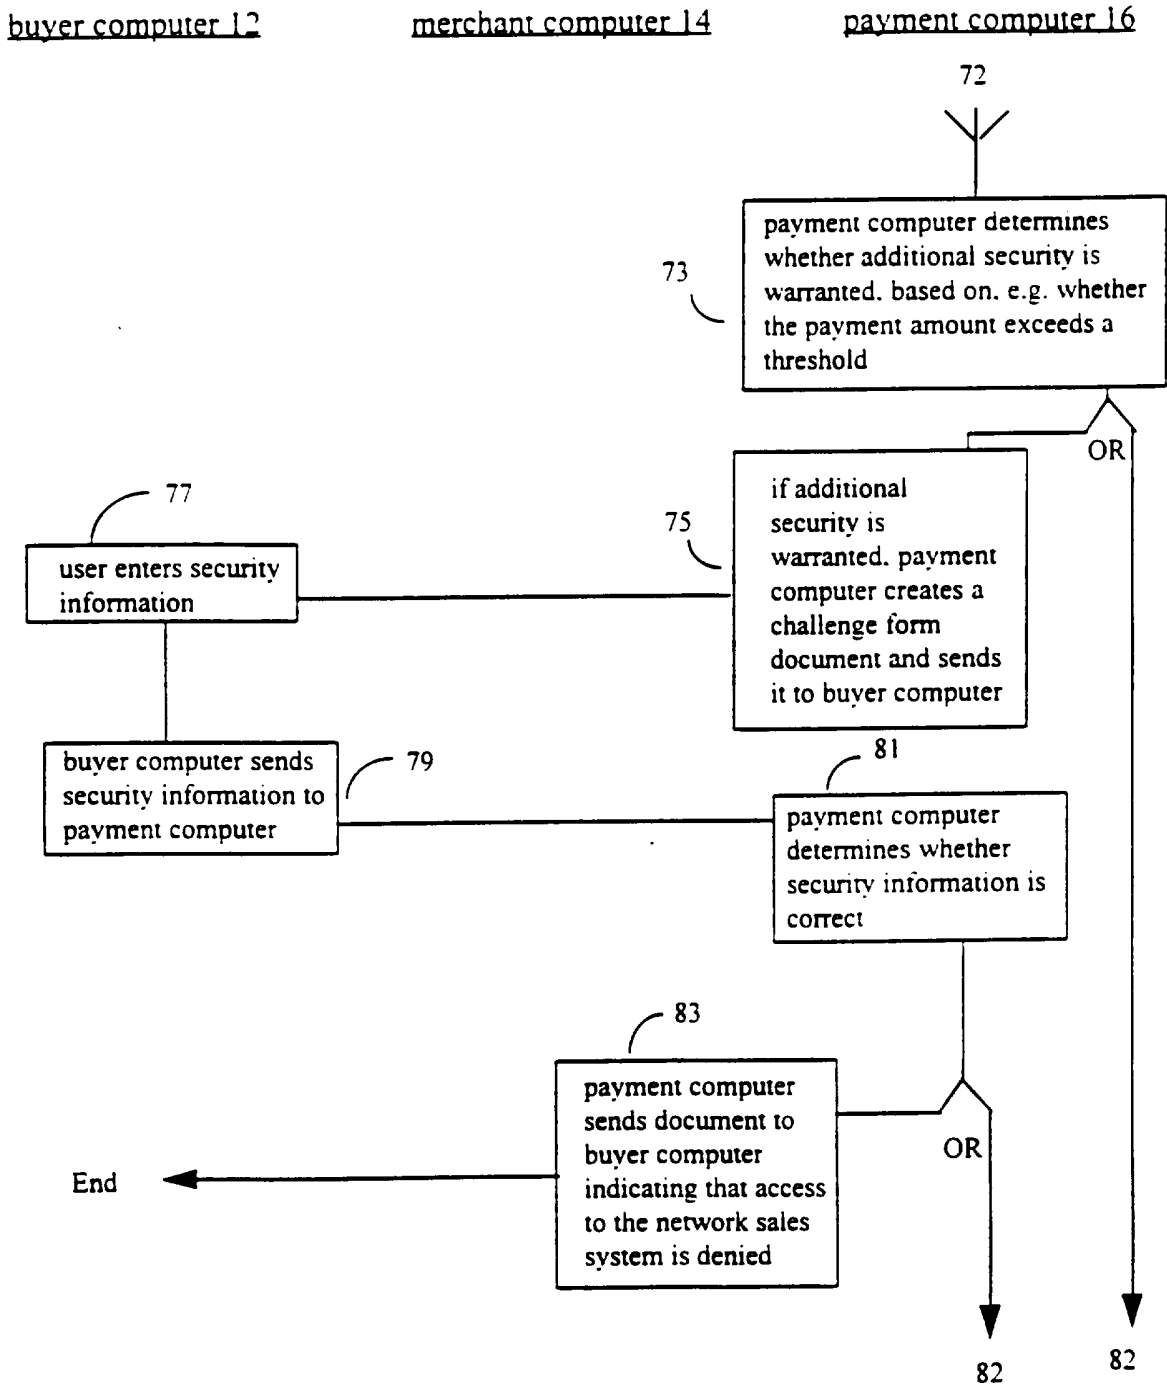 buyer computer 12
merchant computer 14
payment computer 16
72
payment computer determines
whether additional security is
warranted. based on. e.g. whether
the payment amount exceeds a
threshold
73
OR
if additional
security is
warranted. payment
computer creates a
challenge form
document and sends
it to buyer computer
75
77
user enters security
information
buyer computer sends
security information to
payment computer
79
81
payment computer
determines whether
security information is
correct
83
payment computer
sends document to
buyer computer
indicating that access
to the network sales
system is denied
OR
End
82
82